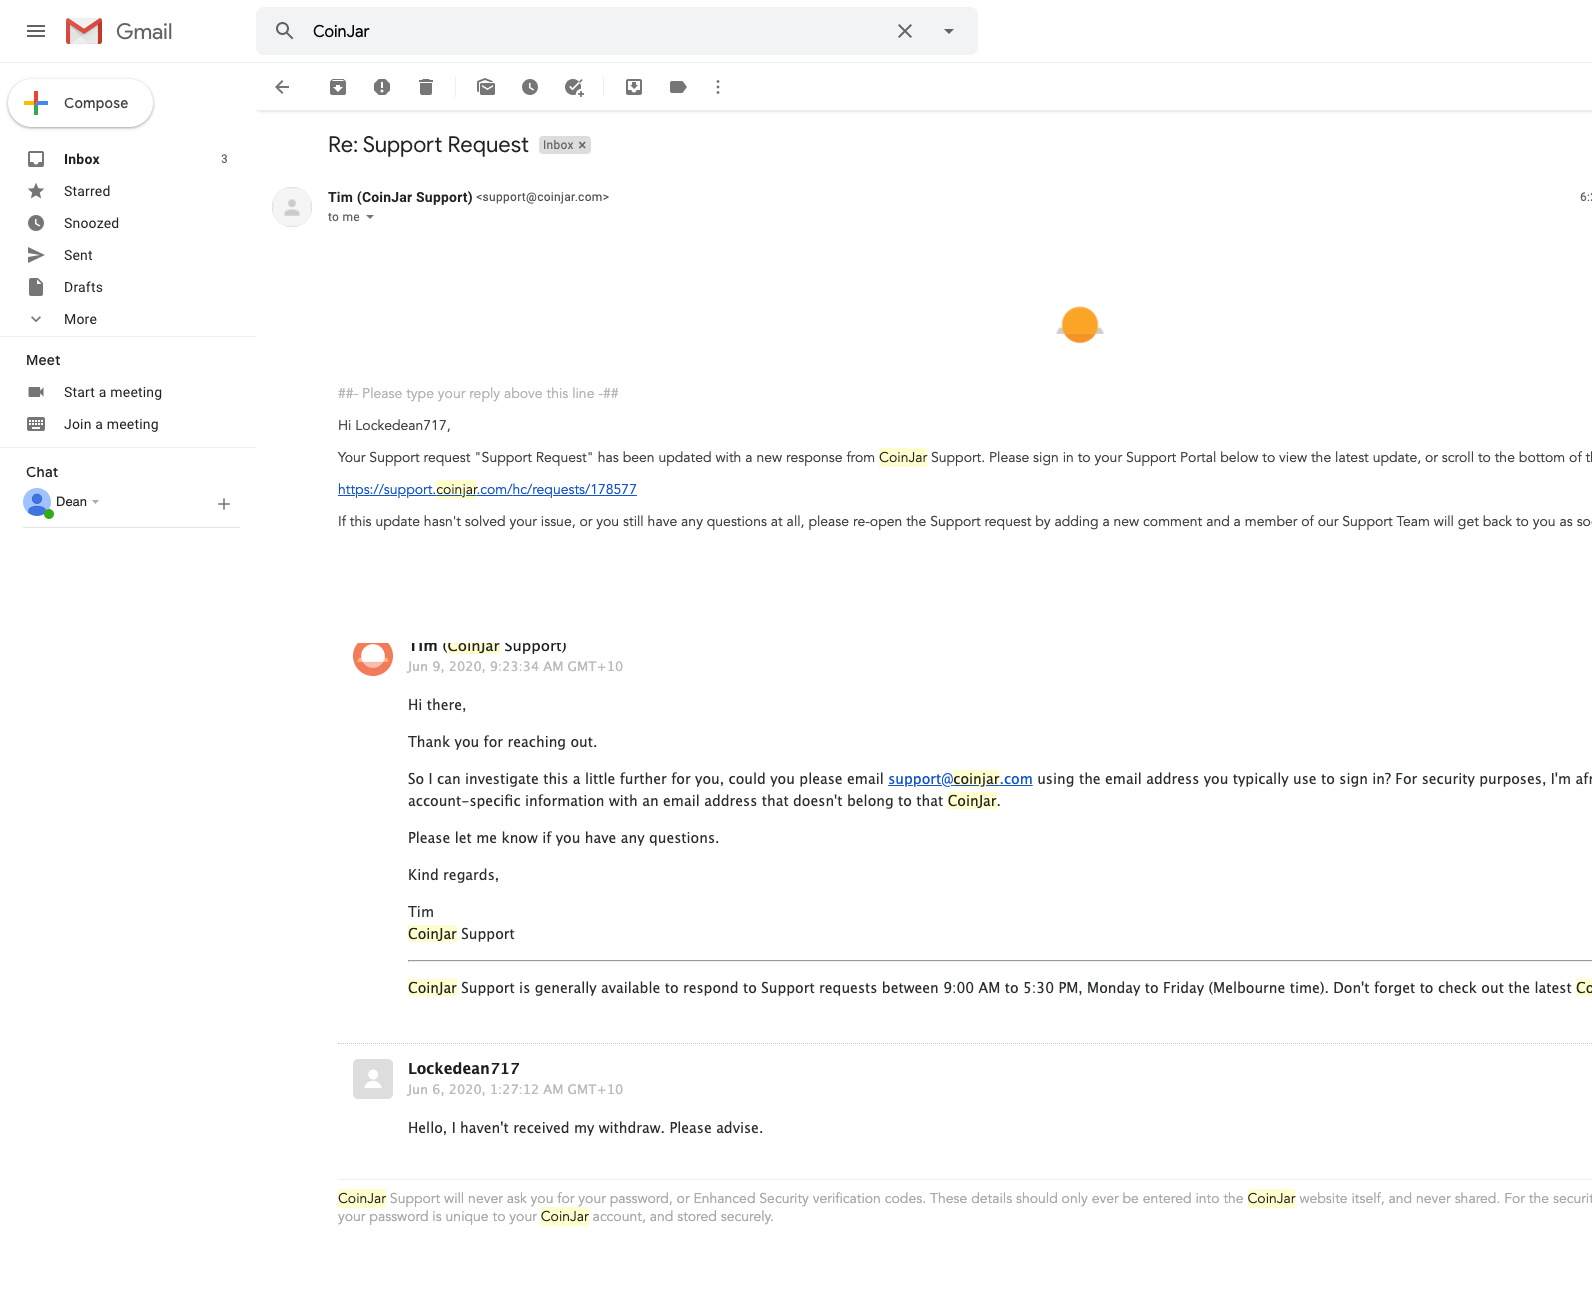 Gmail
CoinJar
Compose
Inbox 3
Starred
Snoozed
Sent
Drafts
More
Meet
Start a meeting
Join a meeting
Chat
Dean
Re: Support Request Inbox ×
Tim (CoinJar Support) <support@coinjar.com>
to me
##- Please type your reply above this line -##
Hi Lockedean717,
Your Support request "Support Request" has been updated with a new response from CoinJar Support. Please sign in to your Support Portal below to view the latest update, or scroll to the bottom of
https://support.coinjar.com/hc/requests/178577
If this update hasn't solved your issue, or you still have any questions at all, please re-open the Support request by adding a new comment and a member of our Support Team will get back to you as
Tim (CoinJar Support)
Jun 9, 2020, 9:23:34 AM GMT+10
Hi there,
Thank you for reaching out.
So I can investigate this a little further for you, could you please email support@coinjar.com using the email address you typically use to sign in? For security purposes, I'm
account-specific information with an email address that doesn't belong to that CoinJar.
Please let me know if you have any questions.
Kind regards,
Tim
CoinJar Support
CoinJar Support is generally available to respond to Support requests between 9:00 AM to 5:30 PM, Monday to Friday (Melbourne time). Don't forget to check out the latest
Lockedean717
Jun 6, 2020, 1:27:12 AM GMT+10
Hello, I haven't received my withdraw. Please advise.
CoinJar Support will never ask you for your password, or Enhanced Security verification codes. These details should only ever be entered into the CoinJar website itself, and never shared. For the
your password is unique to your CoinJar account, and stored securely.